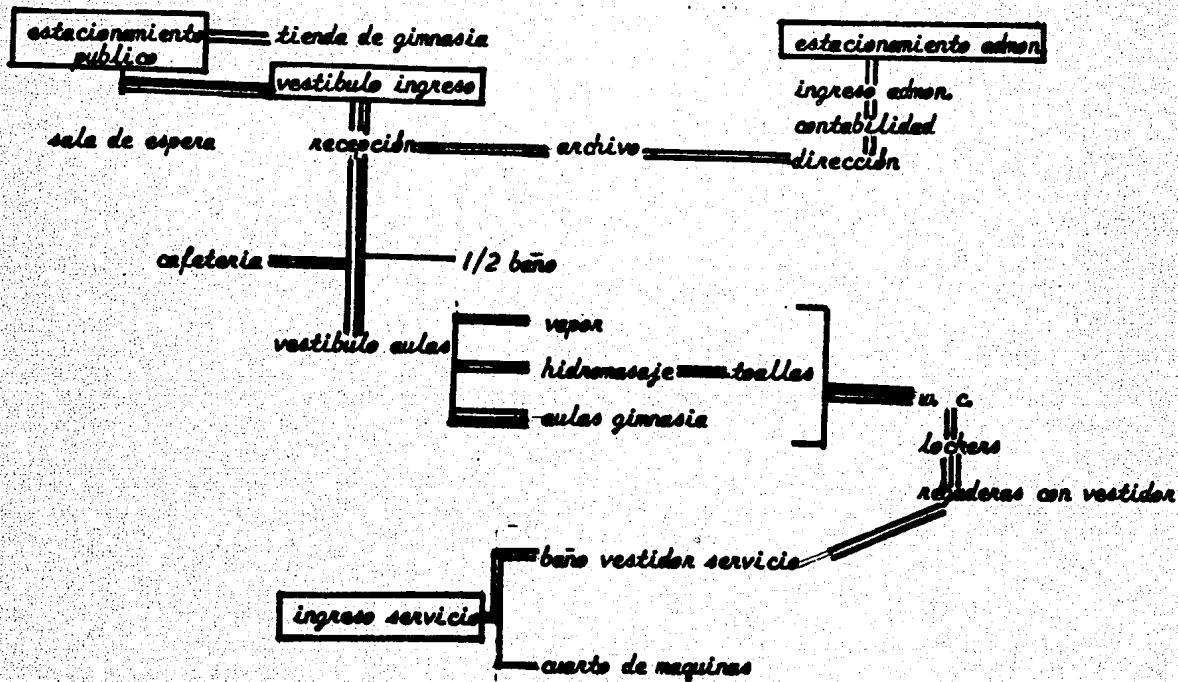 estacionamiento
publico
tienda de gimnasia
estacionamiento admon.
vestibulo ingreso
ingreso admon.
contabilidad
sala de espera
recepción
archivo
dirección
cafeteria
1/2 baño
vestibulo aulas
vapor
hidromasaje
toallas
aulas gimnasia
w. c.
lockers
regaderas con vestidor
baño vestidor servicio
ingreso servicio
cuarto de maquinas